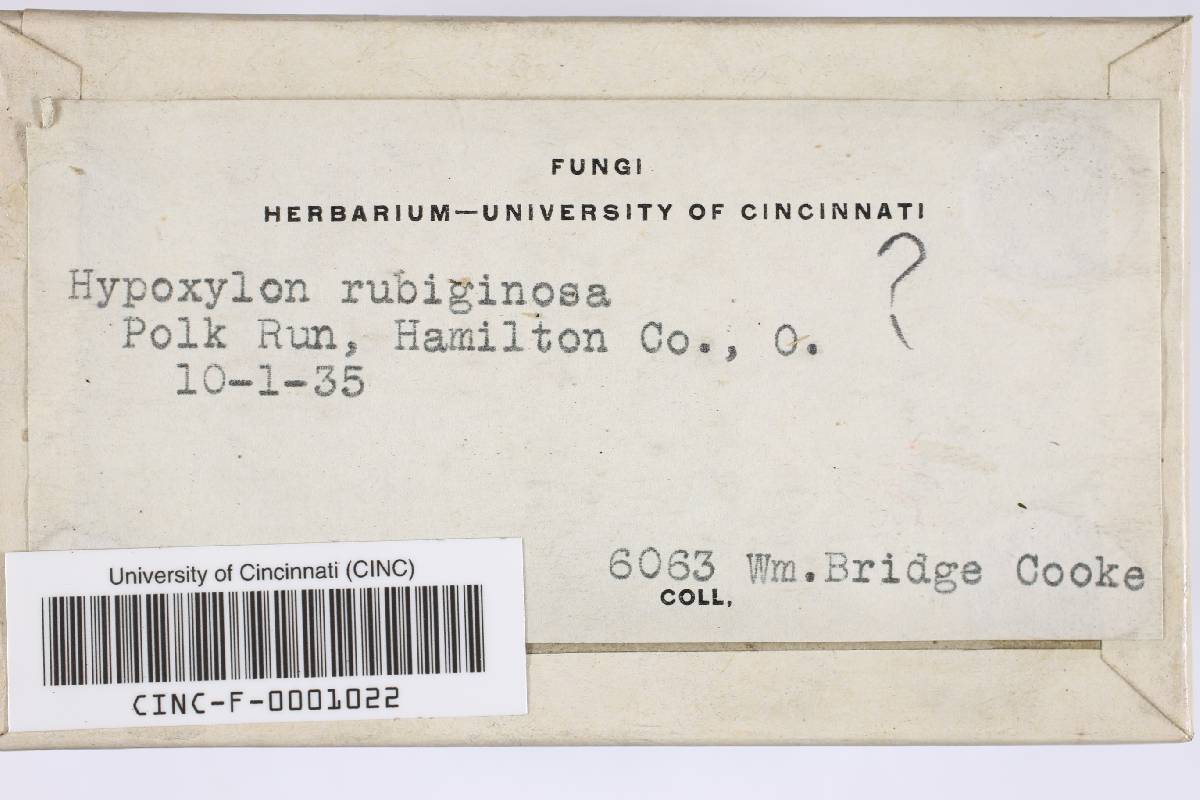 FUNGI
HERBARIUM—UNIVERSITY OF CINCINNATI
?
Hypoxylon rubiginosa
Polk Run, Hamilton Co., O.
10-1-35
6063 Wm.Bridge Cooke
COLL.
University of Cincinnati (CINC)
CINC-F-0001022